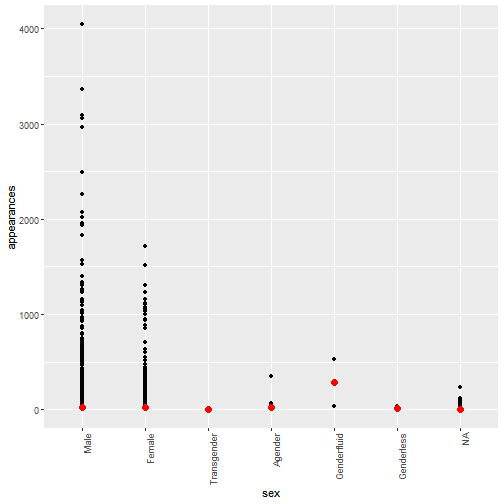 4000
3000
2000
1000
0
appearances
Male
Female
Transgender
Agender
Genderfluid
Genderless
NA
sex